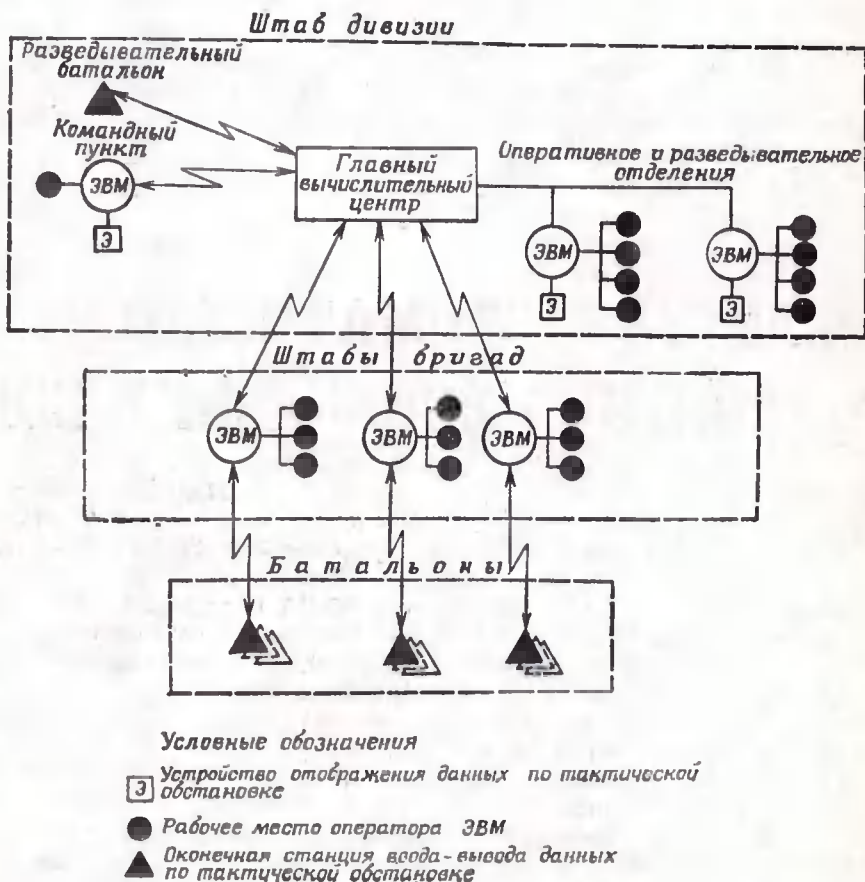 Штаб дивизии
Разведывательный
батальон
Командный
пункт
ЭВМ
Э
Главный
вычислительный
центр
Оперативное и разведывательное
отделения
ЭВМ
Э
ЭВМ
Э
Штабы бригад
ЭВМ
ЭВМ
ЭВМ
Батальоны
Условные обозначения
Э Устройство отображения данных по тактической
обстановке
Рабочее место оператора ЭВМ
Оконечная станция ввода-вывода данных
по тактической обстановке